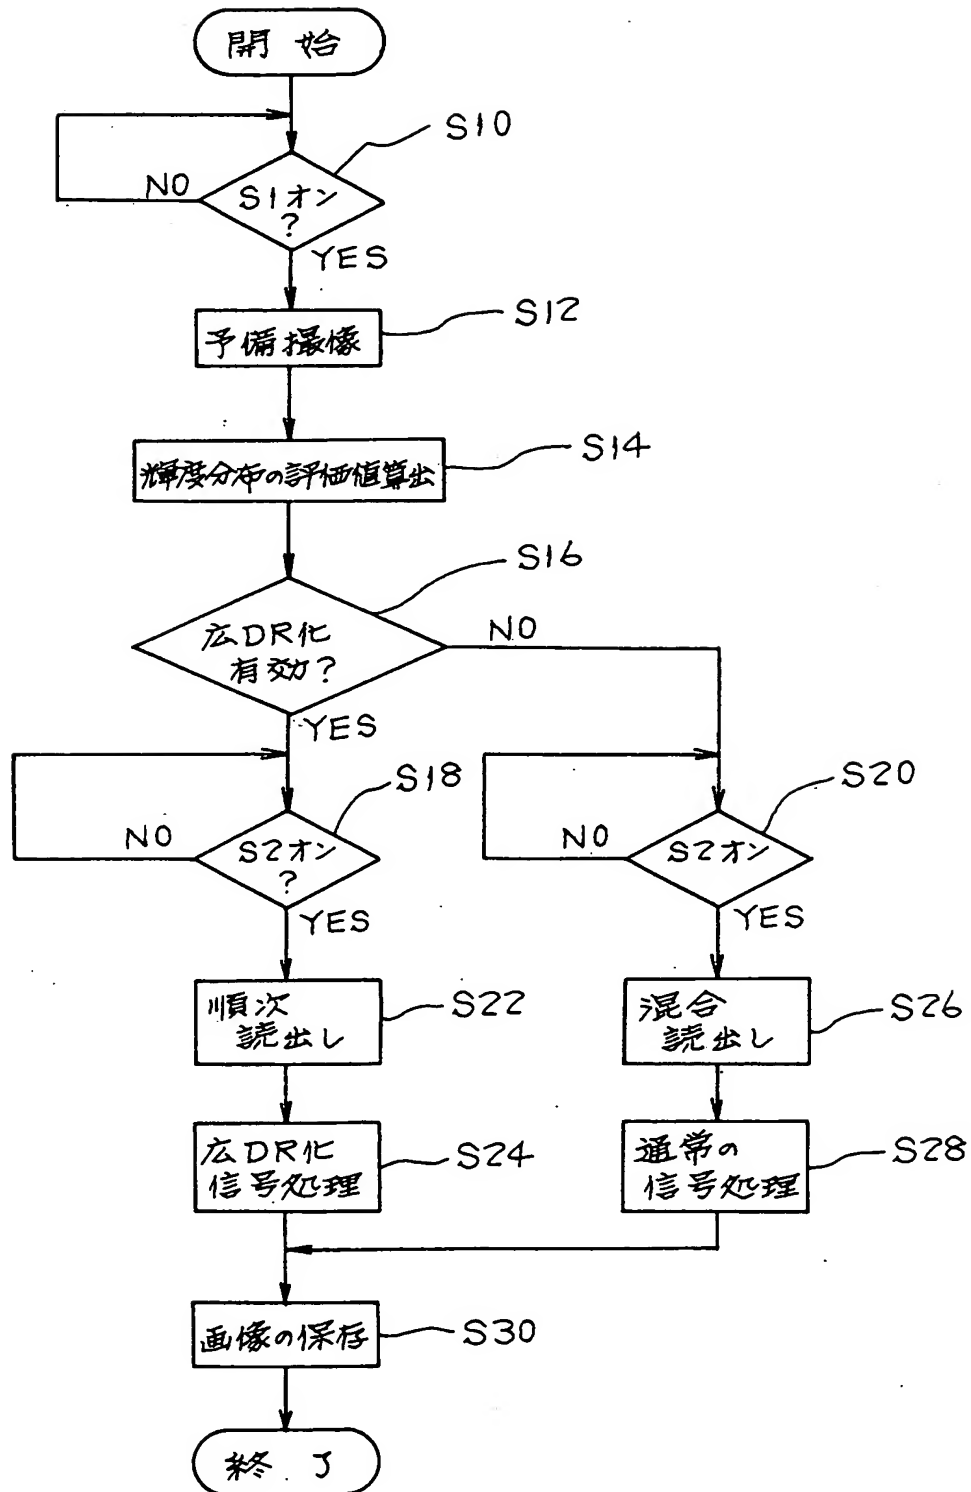 開始
S10
NO
S1オン
?
YES
S12
予備撮像
S14
輝度分布の評価値算出
S16
広DR化
有効?
NO
YES
S18
NO
S2オン
?
YES
S20
NO
S2オン
YES
順次
読出し
S22
混合
読出し
S26
広DR化
信号処理
S24
通常の
信号処理
S28
画像の保存
S30
終了